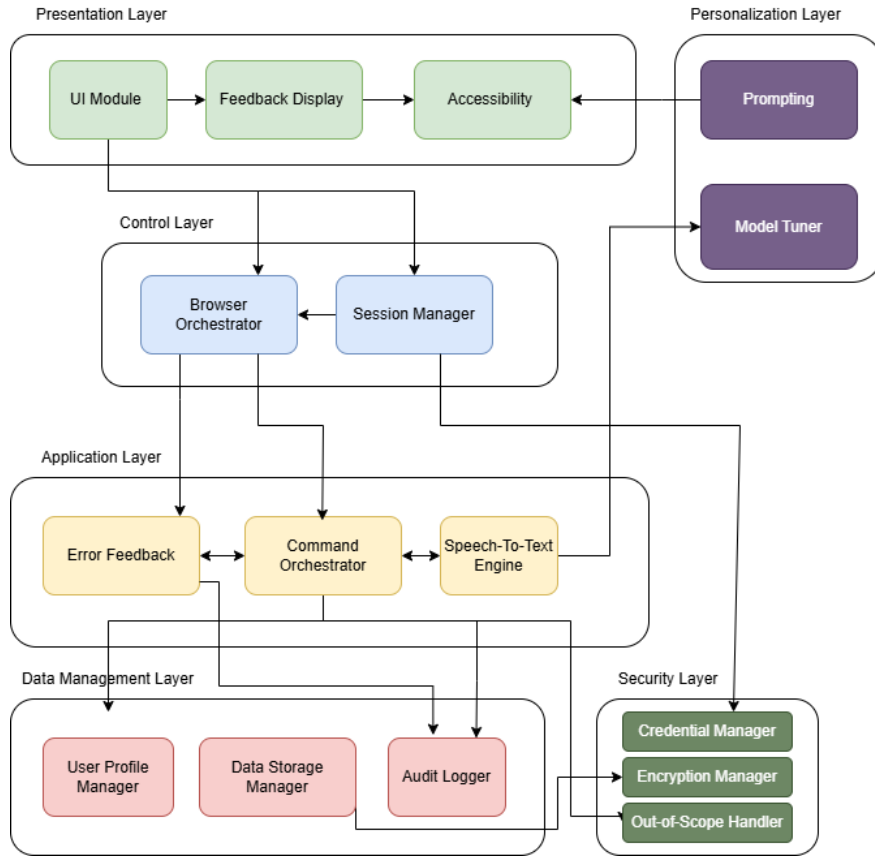 Presentation Layer
Personalization Layer
UI Module
Feedback Display
Accessibility
Prompting
Model Tuner
Control Layer
Browser
Orchestrator
Session Manager
Application Layer
Error Feedback
Command
Orchestrator
Speech-To-Text
Engine
Data Management Layer
Security Layer
User Profile
Manager
Data Storage
Manager
Audit Logger
Credential Manager
Encryption Manager
Out-of-Scope Handler